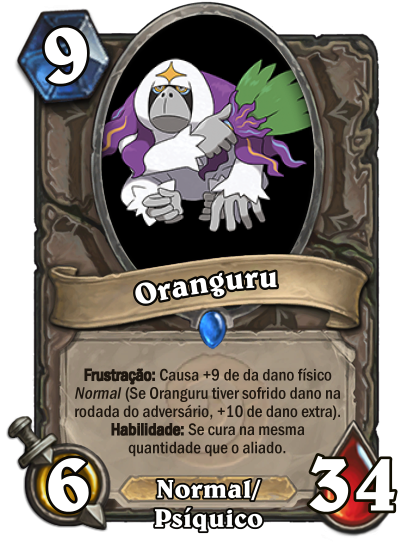 9
Oranguru
Frustração: Causa +9 de da dano físico
Normal (Se Oranguru tiver sofrido dano na
rodada do adversário, +10 de dano extra).
Habilidade: Se cura na mesma
quantidade que o aliado.
6
Normal/
Psíquico
34